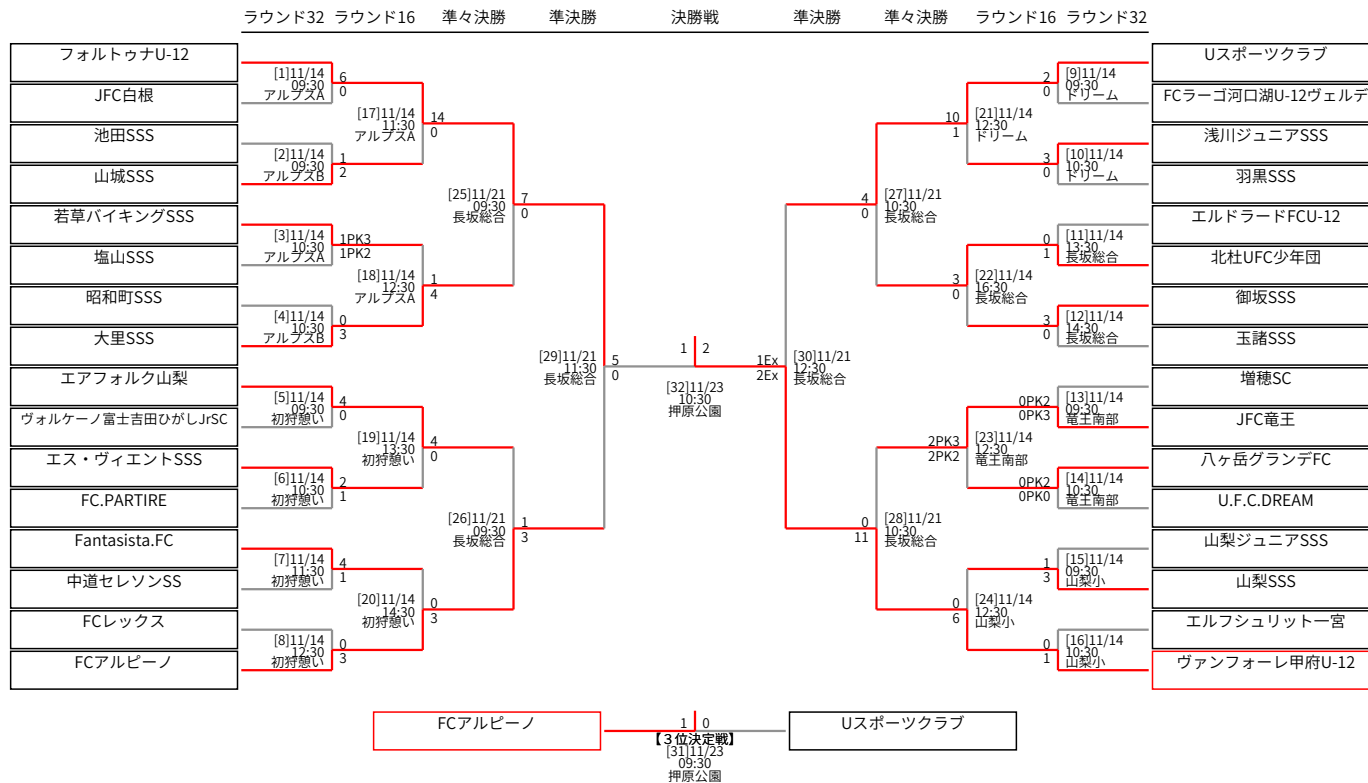 ラウンド32 ラウンド16 準々決勝 準決勝 決勝戦 準決勝 準々決勝 ラウンド16 ラウンド32
フォルトゥナU-12
JFC白根
池田SSS
山城SSS
若草バイキングSSS
塩山SSS
昭和町SSS
大里SSS
エアフォルク山梨
ヴォルケーノ富士吉田ひがしJrSC
エス・ヴィエントSSS
FC.PARTIRE
Fantasista.FC
中道セレソンSS
FCレックス
FCアルピーノ
[1]11/14
09:30
アルプスA
6
0
[2]11/14
09:30
アルプスB
1
2
[3]11/14
10:30
アルプスA
1PK3
1PK2
[4]11/14
10:30
アルプスB
0
3
[5]11/14
09:30
初狩憩い
4
0
[6]11/14
10:30
初狩憩い
2
1
[7]11/14
11:30
初狩憩い
4
1
[8]11/14
12:30
初狩憩い
0
3
[17]11/14
11:30
アルプスA
14
0
[18]11/14
12:30
アルプスA
1
4
[19]11/14
13:30
初狩憩い
4
0
[20]11/14
14:30
初狩憩い
0
3
[25]11/21
09:30
長坂総合
7
0
[26]11/21
09:30
長坂総合
1
3
[29]11/21
11:30
長坂総合
5
0
1 2
[32]11/23
10:30
押原公園
1Ex
2Ex
[30]11/21
12:30
長坂総合
4
0
[27]11/21
10:30
長坂総合
0
11
[28]11/21
10:30
長坂総合
10
1
[21]11/14
12:30
ドリーム
3
0
[22]11/14
16:30
長坂総合
2PK3
2PK2
[23]11/14
12:30
竜王南部
0
6
[24]11/14
12:30
山梨小
2
0
[9]11/14
09:30
ドリーム
3
0
[10]11/14
10:30
ドリーム
0
1
[11]11/14
13:30
長坂総合
3
0
[12]11/14
14:30
長坂総合
0PK2
0PK3
[13]11/14
09:30
竜王南部
0PK2
0PK0
[14]11/14
10:30
竜王南部
1
3
[15]11/14
09:30
山梨小
0
1
[16]11/14
10:30
山梨小
Uスポーツクラブ
FCラーゴ河口湖U-12ヴェルデ
浅川ジュニアSSS
羽黒SSS
エルドラードFCU-12
北杜UFC少年団
御坂SSS
玉諸SSS
増穂SC
JFC竜王
八ヶ岳グランデFC
U.F.C.DREAM
山梨ジュニアSSS
山梨SSS
エルフシュリット一宮
ヴァンフォーレ甲府U-12
FCアルピーノ
1 0
【３位決定戦】
[31]11/23
09:30
押原公園
Uスポーツクラブ